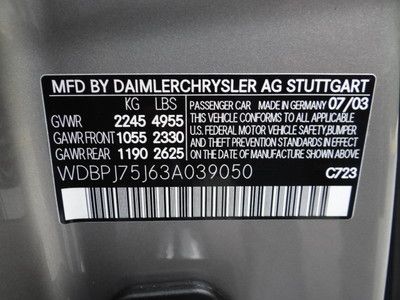 MFD BY DAIMLERCHRYSLER AG STUTTGART
KG LBS
GVWR 2245 4955
GAWR FRONT 1055 2330
GAWR REAR 1190 2625
PASSENGER CAR MADE IN GERMANY 07/03
THIS VEHICLE CONFORMS TO ALL APPLICABLE
U.S. FEDERAL MOTOR VEHICLE SAFETY,BUMPER
AND THEFT PREVENTION STANDARDS IN
EFFECT ON THE DATE OF MANUFACTURE
SHOWN ABOVE.
WDBPJ75J63A039050 C723